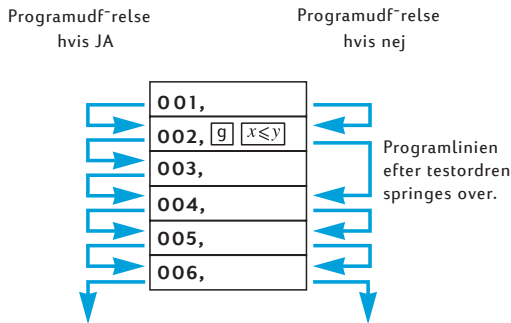 Programudf¯relse
hvis JA
Programudf¯relse
hvis nej
001,
002, g x≤y
003,
004,
005,
006,
Programlinien
efter testordren
springes over.